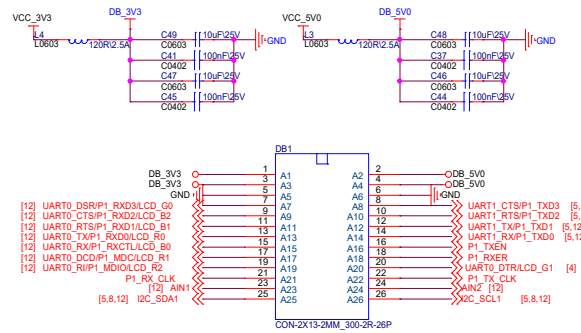 VCC_3V3 DB_3V3 VCC_5V0 DB_5V0
L4 C49 10uF\25V L3 C48 10uF\25V
L0603 120R\2.5A C0603 GND L0603 120R\2.5A C0603 GND
C41 100nF\25V C37 100nF\25V
C0402 C0402
C47 10uF\25V C46 10uF\25V
C0603 C0603
C45 100nF\25V C44 100nF\25V
C0402 C0402
DB1
DB_3V3 1 A1 A2 2 DB_5V0
DB_3V3 3 A3 A4 4 DB_5V0
GND 5 A5 A6 6 GND
[12] UART0_DSR/P1_RXD3/LCD_G0 7 A7 A8 8 UART1_CTS/P1_TXD3 [5,
[12] UART0_CTS/P1_RXD2/LCD_B2 9 A9 A10 10 UART1_RTS/P1_TXD2 [5,
[12] UART0_RTS/P1_RXD1/LCD_B1 11 A11 A12 12 UART1_TX/P1_TXD1 [5,12
[12] UART0_TX/P1_RXD0/LCD_R0 13 A13 A14 14 UART1_RX/P1_TXD0 [5,12
[12] UART0_RX/P1_RXCTL/LCD_B0 15 A15 A16 16 P1_TXEN
[12] UART0_DCD/P1_MDC/LCD_R1 17 A17 A18 18 P1_RXER
[12] UART0_RI/P1_MDIO/LCD_R2 19 A19 A20 20 UART0_DTR/LCD_G1 [4]
P1_RX_CLK 21 A21 A22 22 P1_TX_CLK
[12] AIN1 23 A23 A24 24 AIN2 [12]
[5,8,12] I2C_SDA1 25 A25 A26 26 I2C_SCL1 [5,8,12]
CON-2X13-2MM_300-2R-26P